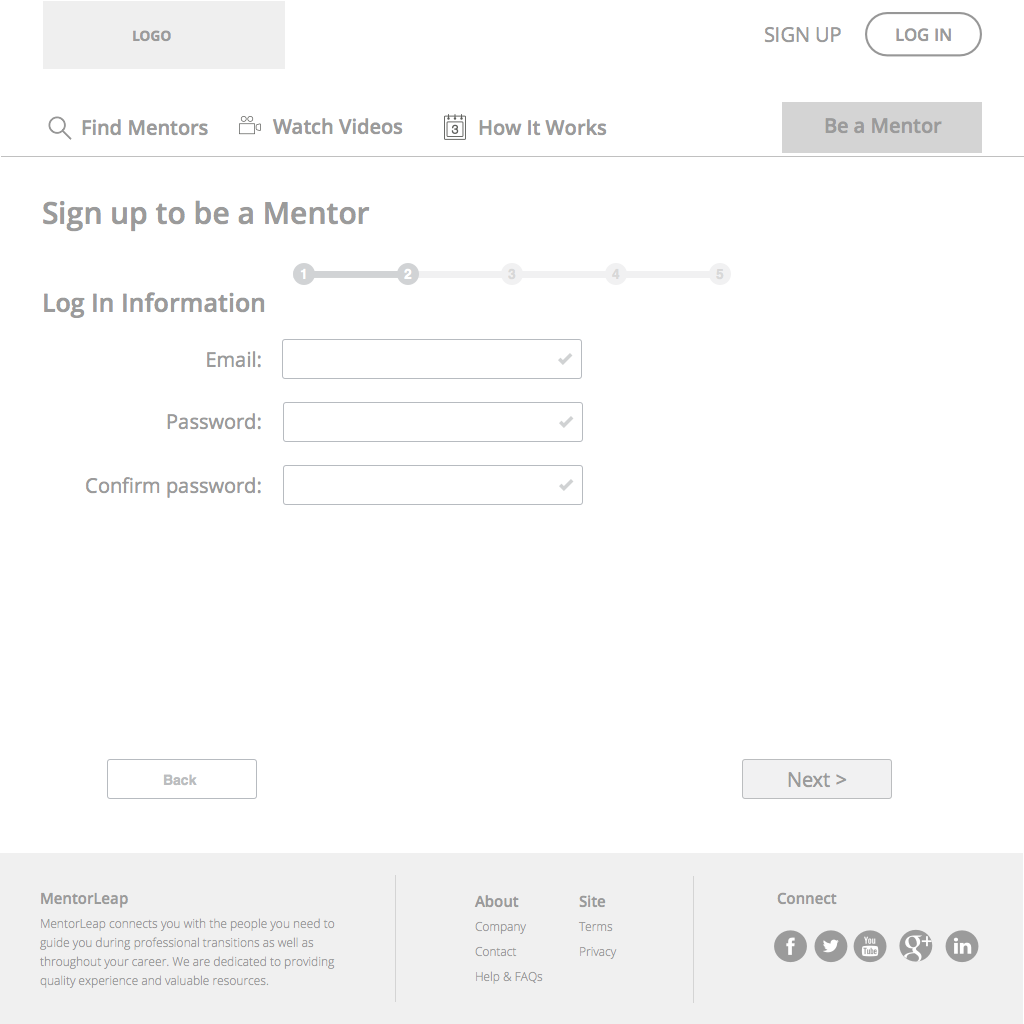 LOGO
SIGN UP
LOG IN
Find Mentors
Watch Videos
3
How It Works
Be a Mentor
Sign up to be a Mentor
1 2 3 4 5
Log In Information
Email:
Password:
Confirm password:
Back
Next >
MentorLeap
MentorLeap connects you with the people you need to
guide you during professional transitions as well as
throughout your career. We are dedicated to providing
quality experience and valuable resources.
About
Company
Contact
Help & FAQs
Site
Terms
Privacy
Connect
f
You
Tube
g+
in